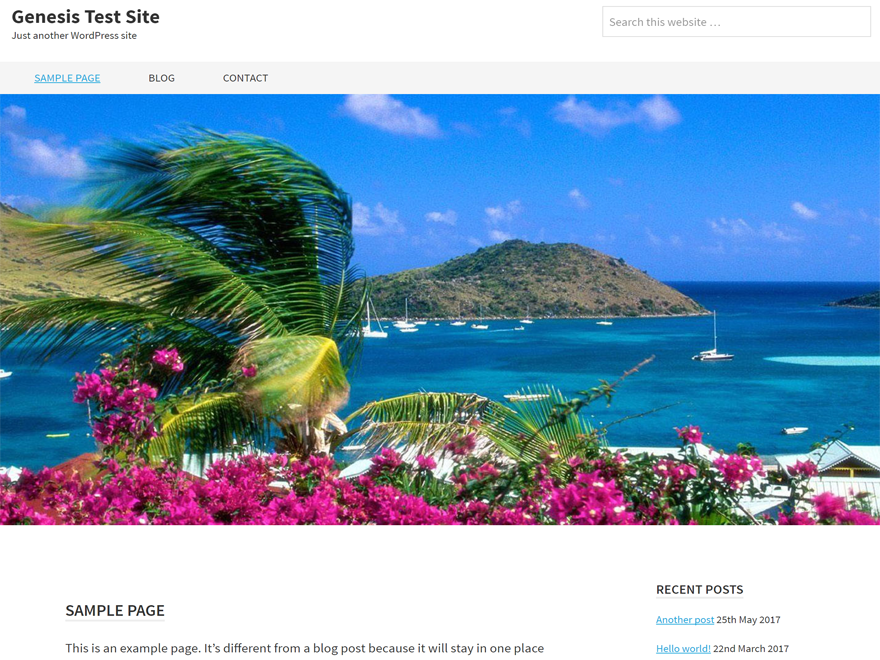 Genesis Test Site
Just another WordPress site
Search this website …
SAMPLE PAGE
BLOG
CONTACT
SAMPLE PAGE
This is an example page. It’s different from a blog post because it will stay in one place
RECENT POSTS
Another post 25th May 2017
Hello world! 22nd March 2017